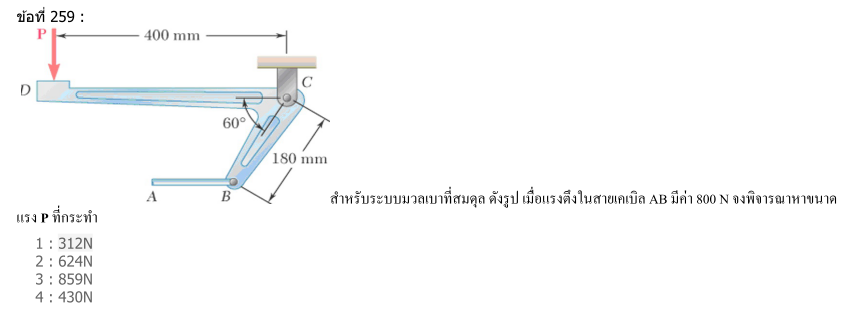 ข้อที่ 259 :
P
400 mm
D
C
60°
180 mm
A
B
สำหรับระบบมวลเบาที่สมดุล ดังรูป เมื่อแรงตึงในสายเคเบิล AB มีค่า 800 N จงพิจารณาหาขนาด
แรง P ที่กระทำ
1 : 312N
2 : 624N
3 : 859N
4 : 430N